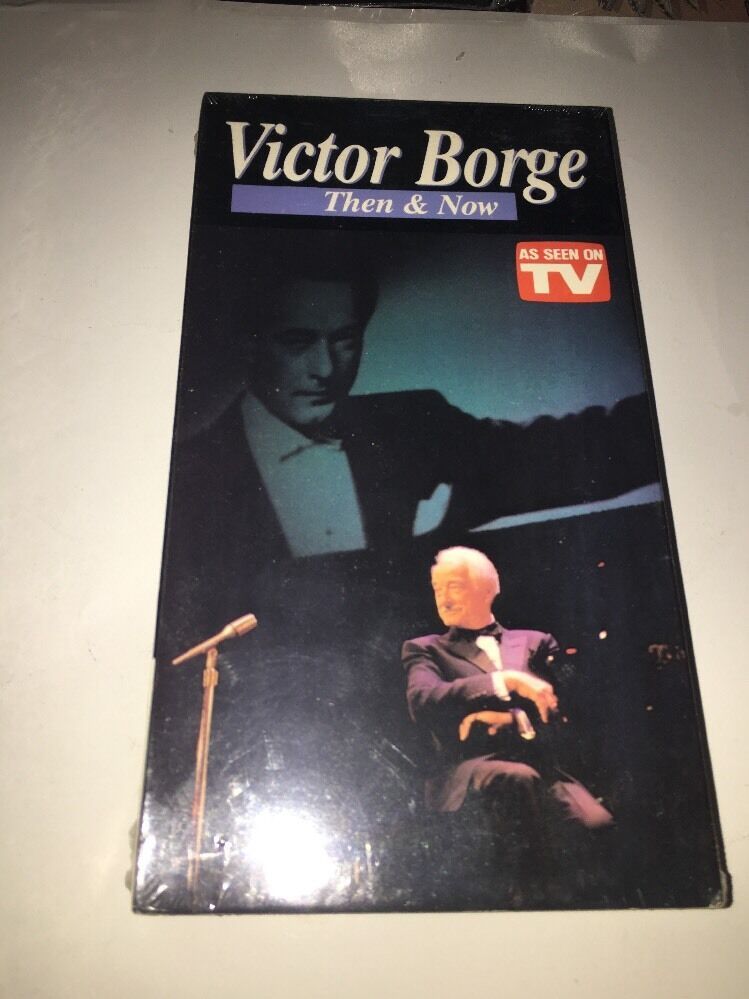 Victor Borge
Then & Now
AS SEEN ON
TV